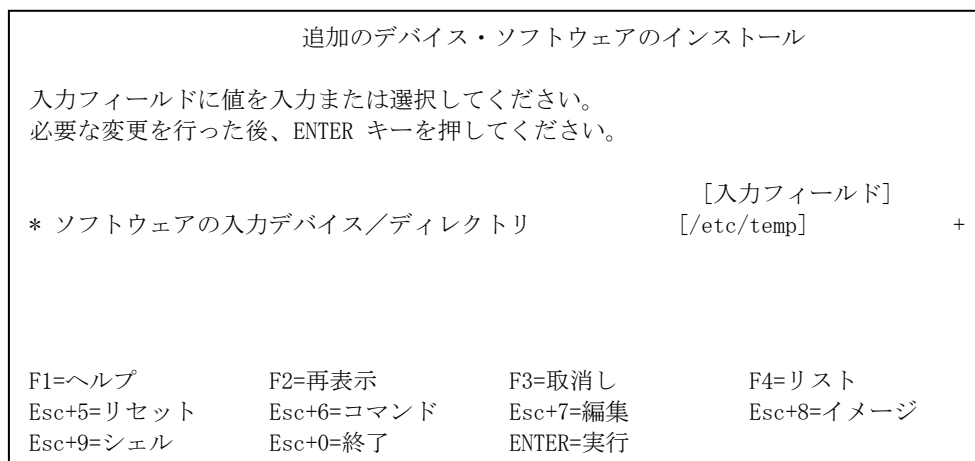 追加のデバイス・ソフトウェアのインストール
入力フィールドに値を入力または選択してください。
必要な変更を行った後、ENTER キーを押してください。
[入力フィールド]
* ソフトウェアの入力デバイス／ディレクトリ [/etc/temp] +
F1=ヘルプ F2=再表示 F3=取消し F4=リスト
Esc+5=リセット Esc+6=コマンド Esc+7=編集 Esc+8=イメージ
Esc+9=シェル Esc+0=終了 ENTER=実行